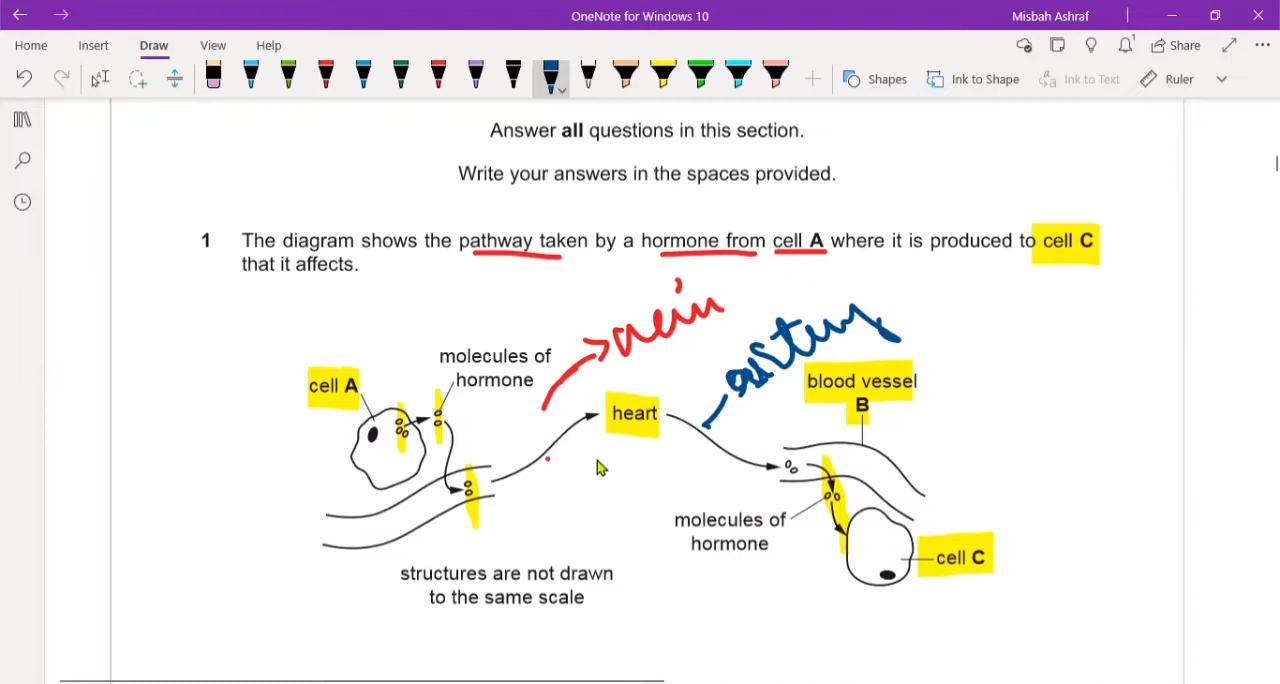 OneNote for Windows 10
Misbah Ashraf
Home Insert Draw View Help
Share
Shapes Ink to Shape Ink to Text Ruler
Answer all questions in this section.
Write your answers in the spaces provided.
1 The diagram shows the pathway taken by a hormone from cell A where it is produced to cell C
that it affects.
vein
molecules of
hormone
cell A
heart
blood vessel
B
molecules of
hormone
cell C
structures are not drawn
to the same scale